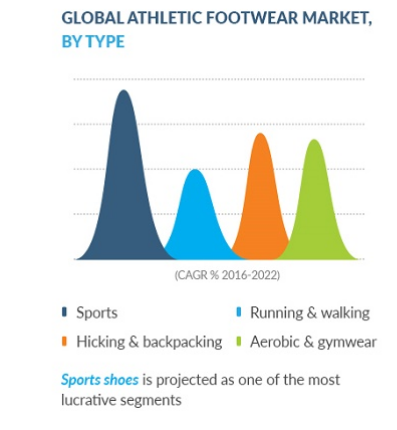 GLOBAL ATHLETIC FOOTWEAR MARKET,
BY TYPE
(CAGR % 2016-2022)
Sports
Running & walking
Hicking & backpacking
Aerobic & gymwear
Sports shoes is projected as one of the most
lucrative segments